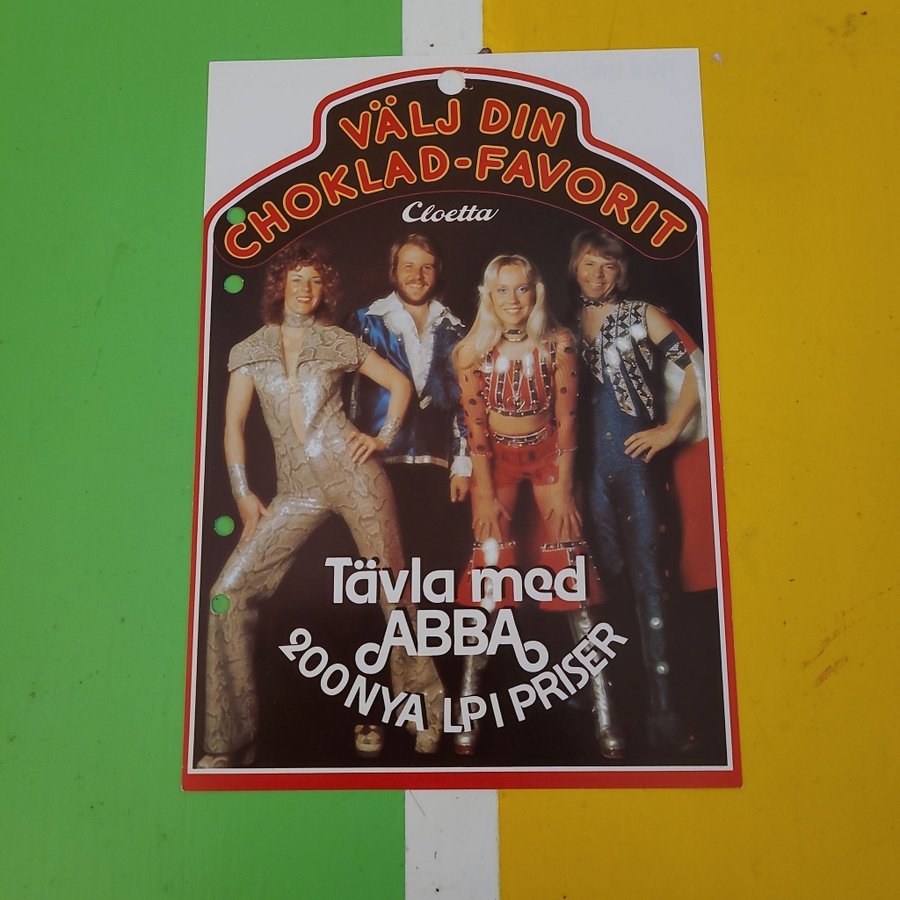 VÄLJ DIN
CHOKLAD-FAVORIT
Cloetta
Tävla med
ABBA
200 NYA LP I PRISER